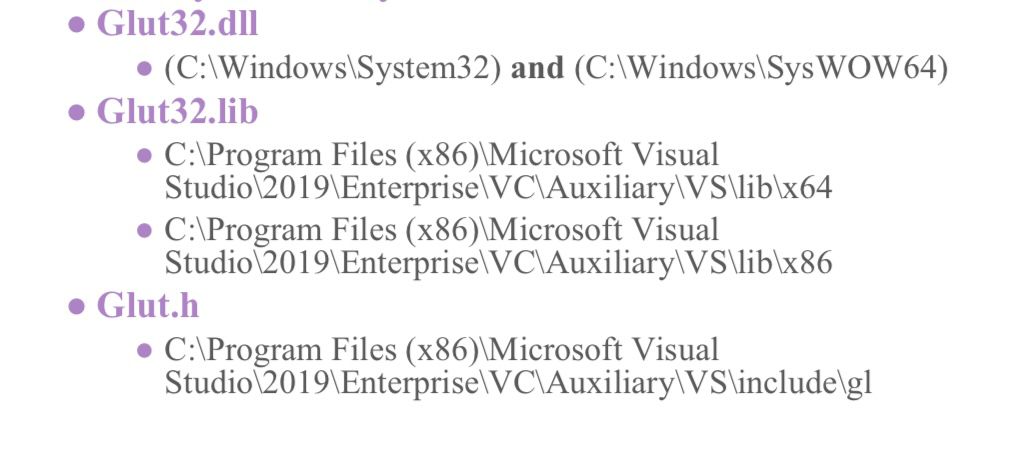 • Glut32.dll
• (C:\Windows\System32) and (C:\Windows\SysWOW64)
• Glut32.lib
• C:\Program Files (x86)\Microsoft Visual
Studio\2019\Enterprise\VC\Auxiliary\VS\lib\x64
• C:\Program Files (x86)\Microsoft Visual
Studio\2019\Enterprise\VC\Auxiliary\VS\lib\x86
• Glut.h
• C:\Program Files (x86)\Microsoft Visual
Studio\2019\Enterprise\VC\Auxiliary\VS\include\gl